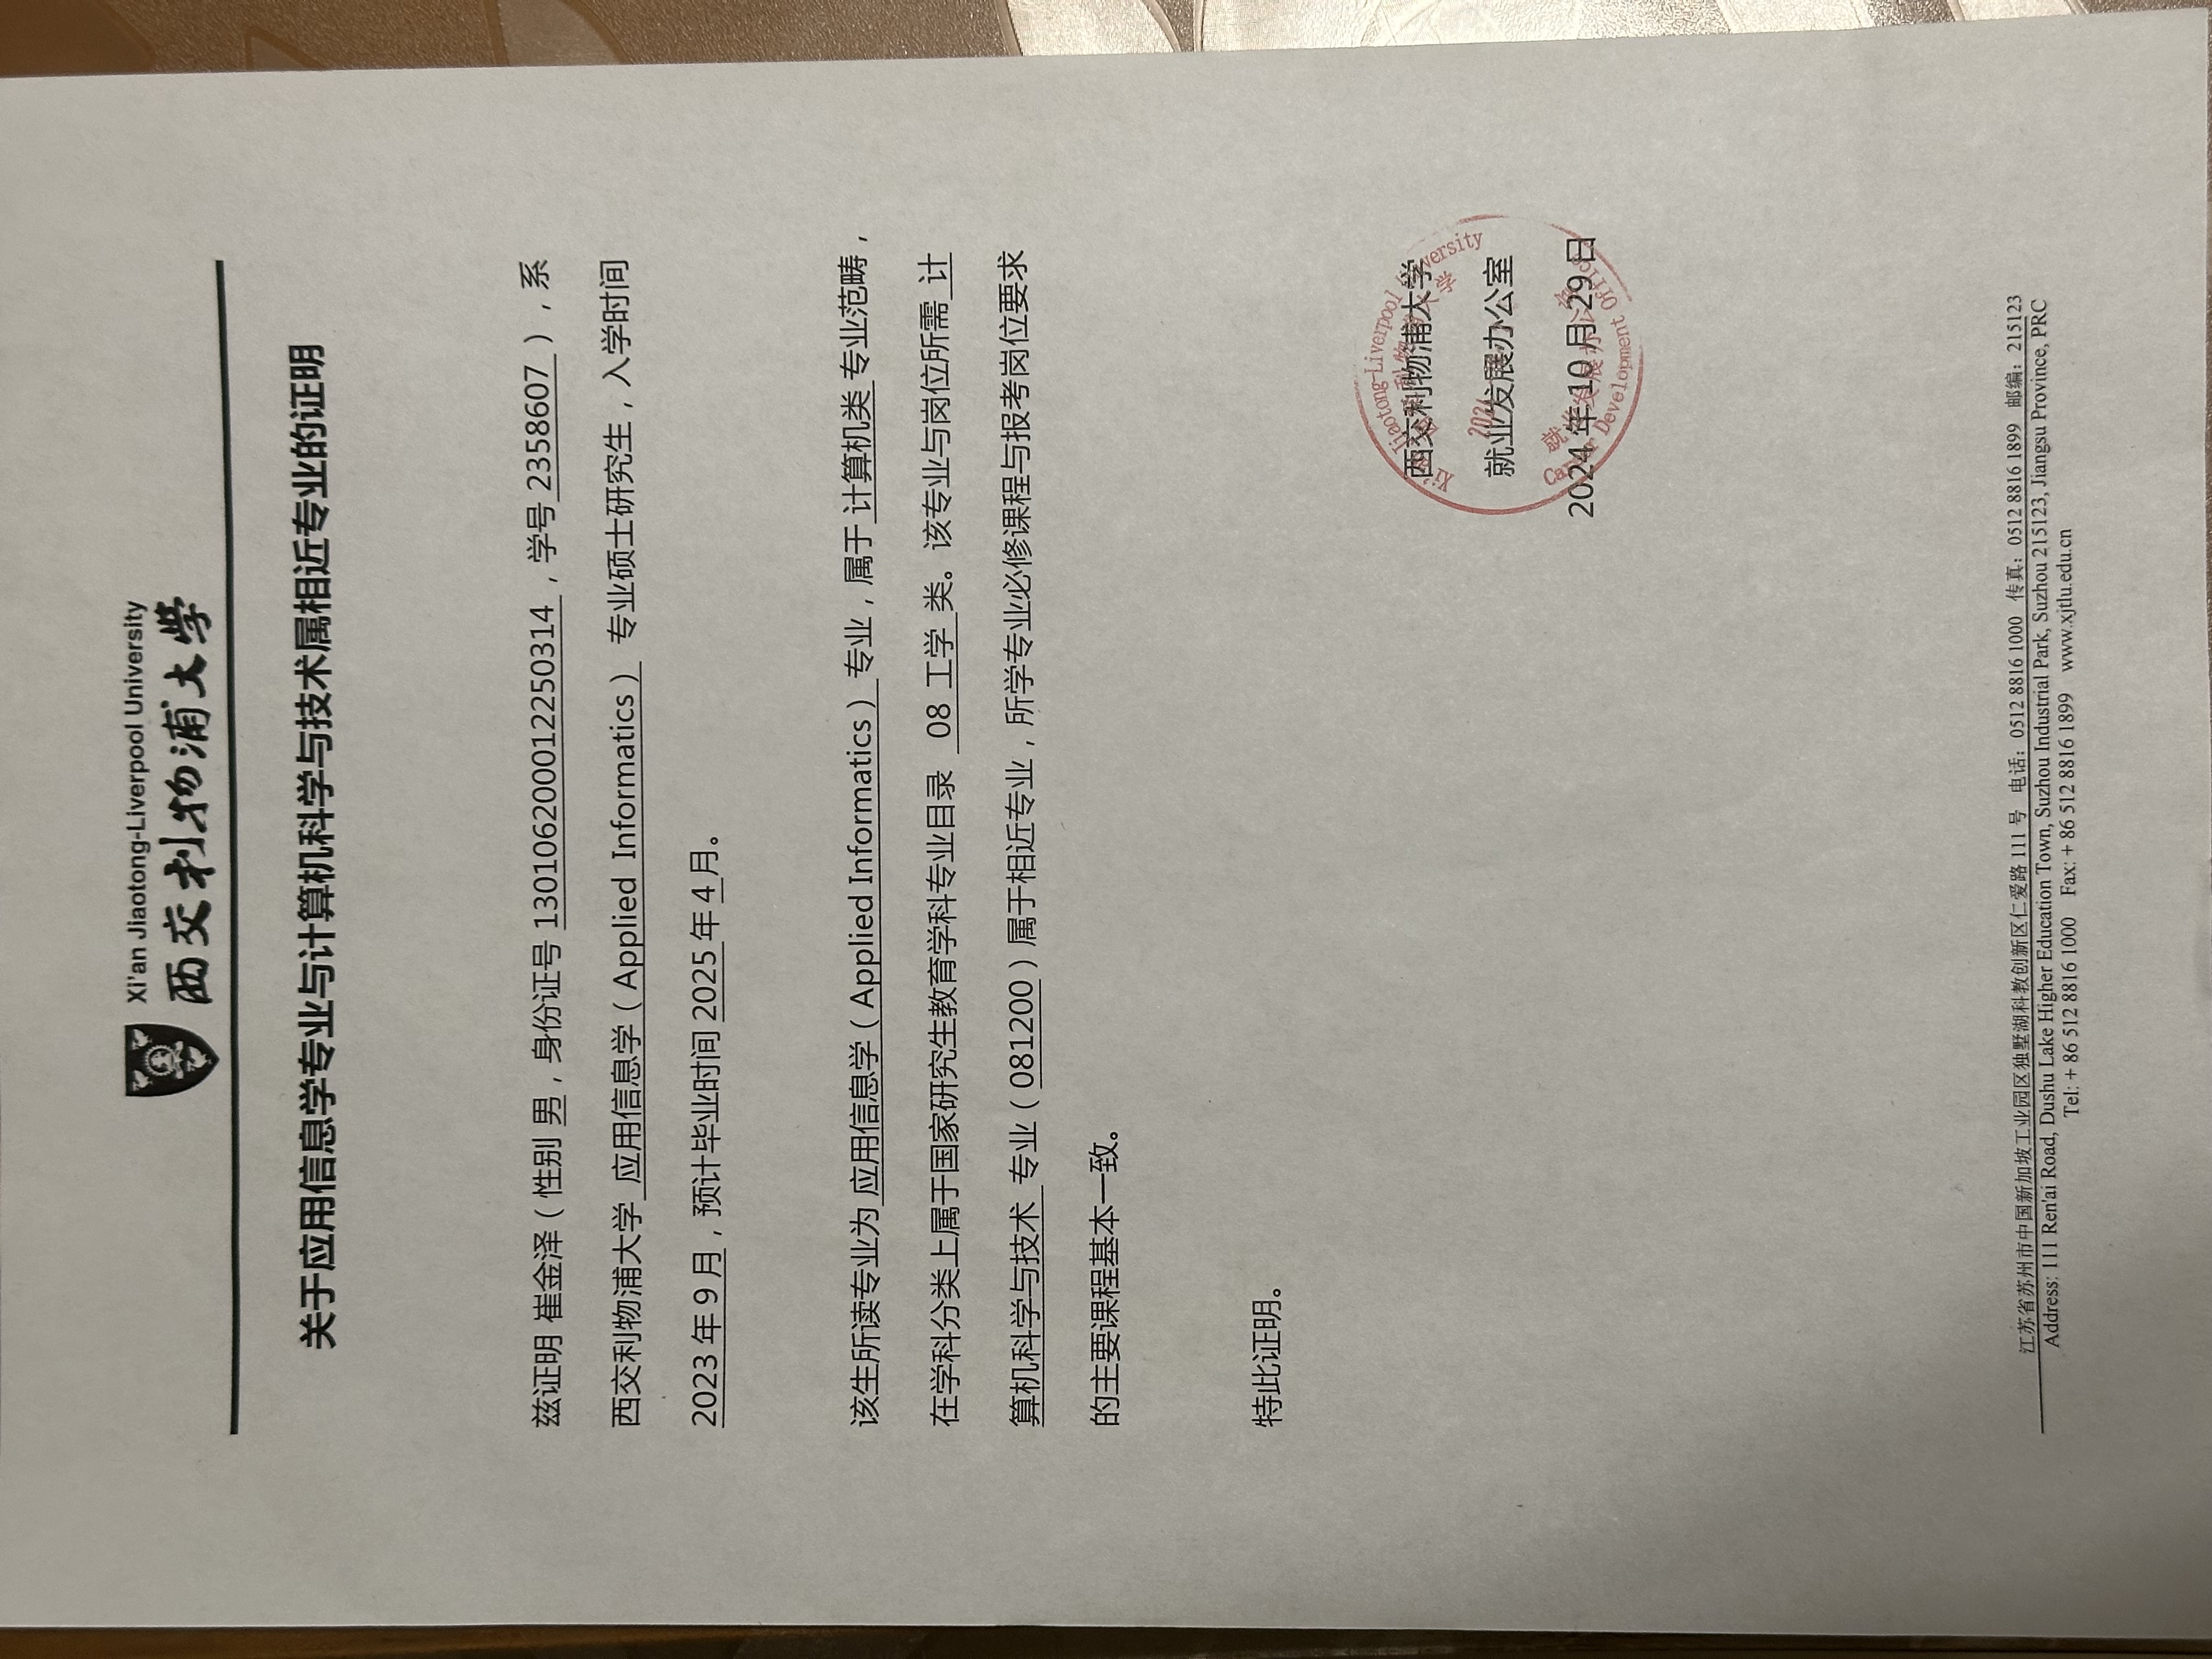 Xi'an Jiaotong-Liverpool University
西交利物浦大学
关于应用信息学专业与计算机科学与技术属相近专业的证明
兹证明 崔金泽（性别 男，身份证号 130106200012250314 ，学号 2358607 ），系
西交利物浦大学 应用信息学（Applied Informatics） 专业硕士研究生，入学时间
2023 年 9 月，预计毕业时间 2025 年 4 月。
该生所读专业为 应用信息学（Applied Informatics） 专业，属于 计算机类 专业范畴，
在学科分类上属于国家研究生教育学科专业目录 08 工学 类。该专业与岗位所需 计
算机科学与技术 专业（081200）属于相近专业，所学专业必修课程与报考岗位要求
的主要课程基本一致。
特此证明。
西交利物浦大学
就业发展办公室
2024 年 10 月 29 日
Xi'an Jiaotong-Liverpool University
西交利物浦大学
就业发展办公室
Career Development Office
江苏省苏州市中国新加坡工业园区独墅湖科教创新区仁爱路 111 号 电话：0512 8816 1000 传真：0512 8816 1899 邮编：215123
Address: 111 Ren'ai Road, Dushu Lake Higher Education Town, Suzhou Industrial Park, Suzhou 215123, Jiangsu Province, PRC
Tel: + 86 512 8816 1000 Fax: + 86 512 8816 1899 www.xjtlu.edu.cn